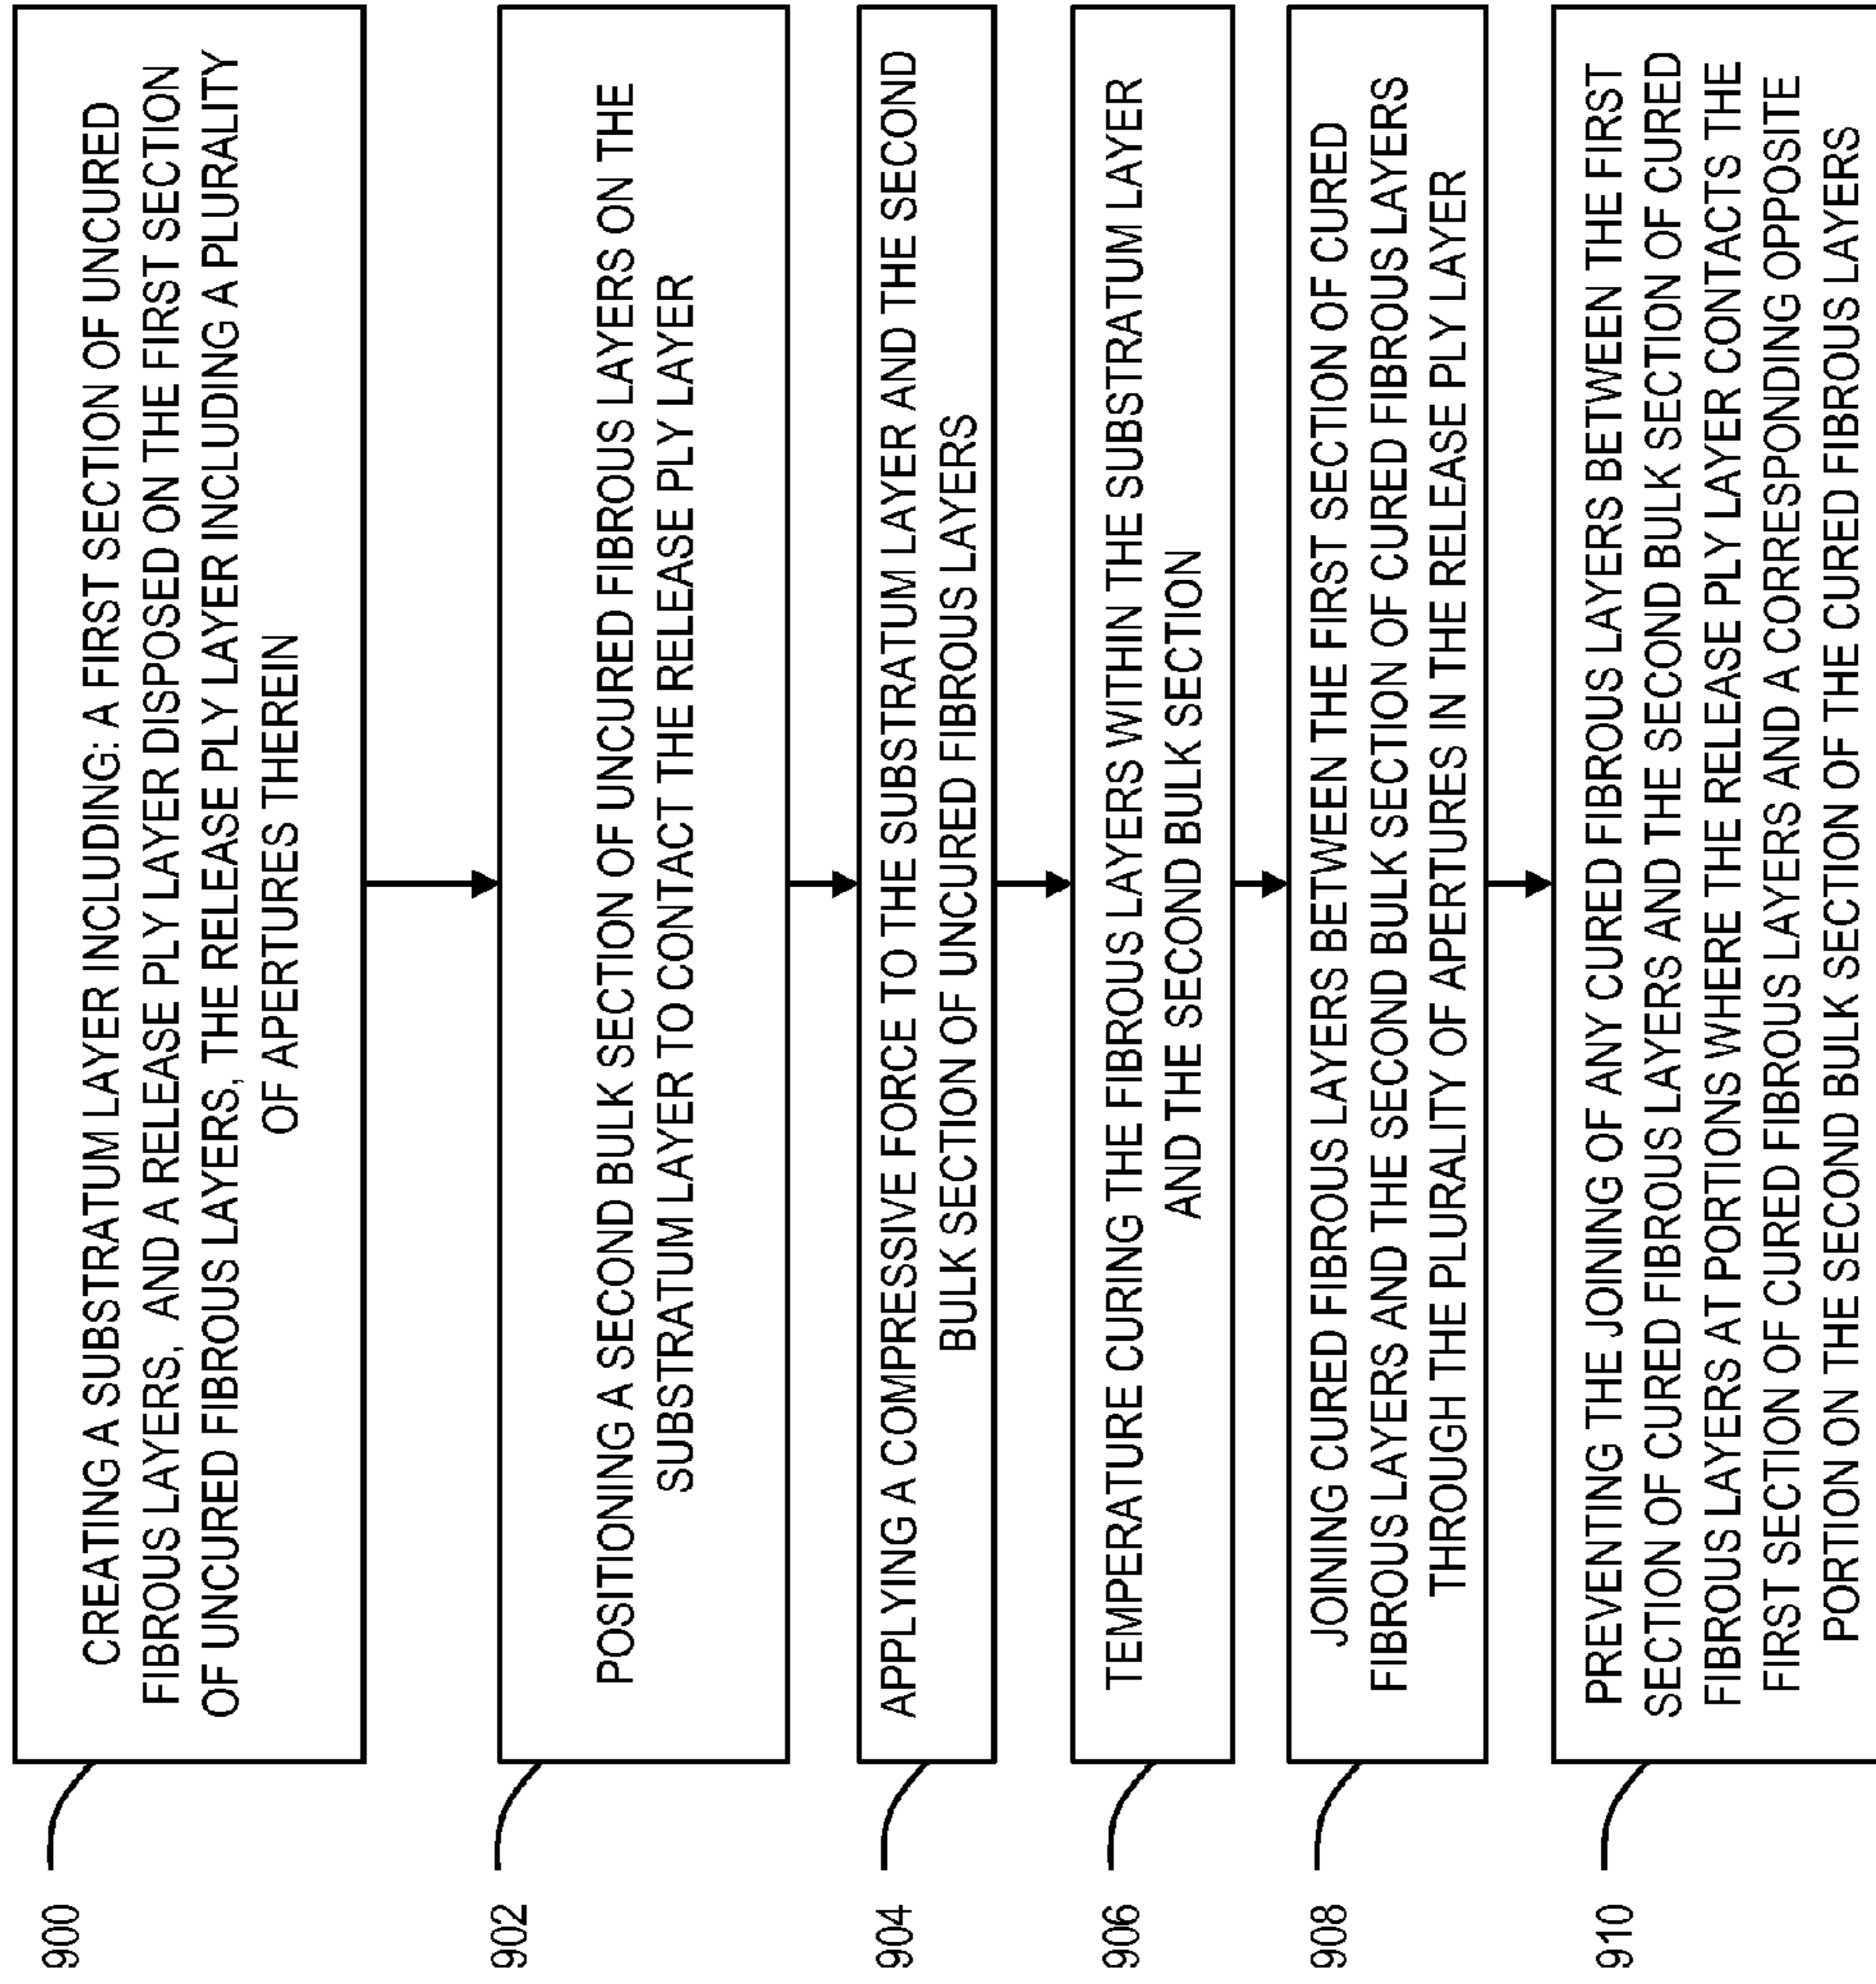 900
CREATING A SUBSTRATUM LAYER INCLUDING: A FIRST SECTION OF UNCURED
FIBROUS LAYERS, AND A RELEASE PLY LAYER DISPOSED ON THE FIRST SECTION
OF UNCURED FIBROUS LAYERS, THE RELEASE PLY LAYER INCLUDING A PLURALITY
OF APERTURES THEREIN
902
POSITIONING A SECOND BULK SECTION OF UNCURED FIBROUS LAYERS ON THE
SUBSTRATUM LAYER TO CONTACT THE RELEASE PLY LAYER
904
APPLYING A COMPRESSIVE FORCE TO THE SUBSTRATUM LAYER AND THE SECOND
BULK SECTION OF UNCURED FIBROUS LAYERS
906
TEMPERATURE CURING THE FIBROUS LAYERS WITHIN THE SUBSTRATUM LAYER
AND THE SECOND BULK SECTION
908
JOINING CURED FIBROUS LAYERS BETWEEN THE FIRST SECTION OF CURED
FIBROUS LAYERS AND THE SECOND BULK SECTION OF CURED FIBROUS LAYERS
THROUGH THE PLURALITY OF APERTURES IN THE RELEASE PLY LAYER
910
PREVENTING THE JOINING OF ANY CURED FIBROUS LAYERS BETWEEN THE FIRST
SECTION OF CURED FIBROUS LAYERS AND THE SECOND BULK SECTION OF CURED
FIBROUS LAYERS AT PORTIONS WHERE THE RELEASE PLY LAYER CONTACTS THE
FIRST SECTION OF CURED FIBROUS LAYERS AND A CORRESPONDING OPPOSITE
PORTION ON THE SECOND BULK SECTION OF THE CURED FIBROUS LAYERS